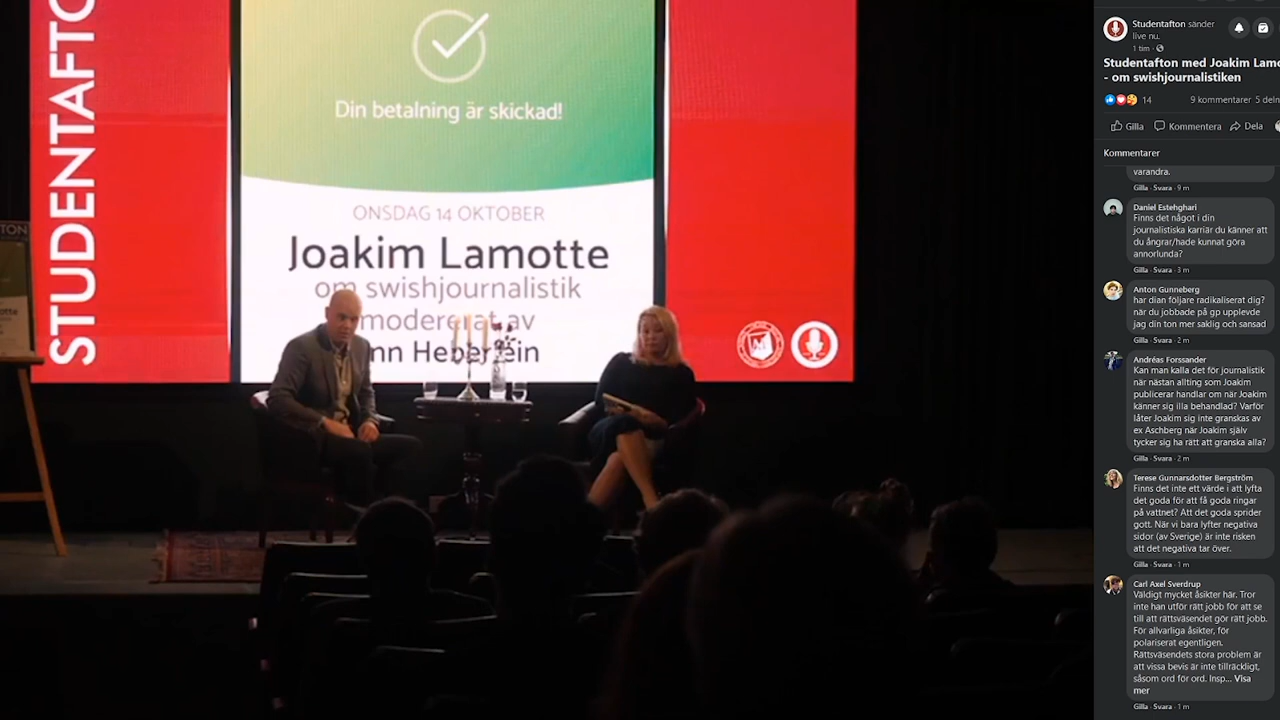 STUDENTAFTO
Din betalning är skickad!
ONSDAG 14 OKTOBER
Joakim Lamotte
om swishjournalistik
modererat av
nn Heberlein
TON
otte
Studentafton sänder
live nu.
1 tim ·
Studentafton med Joakim Lamo
- om swishjournalistiken
14
9 kommentarer 5 deln
Gilla
Kommentera
Dela
Kommentarer
varandra.
Gilla · Svara · 9 m
Daniel Estehghari
Finns det något i din
journalistiska karriär du känner att
du ångrar/hade kunnat göra
annorlunda?
Gilla · Svara · 3 m
Anton Gunneberg
har dian följare radikaliserat dig?
när du jobbade på gp upplevde
jag din ton mer saklig och sansad
Gilla · Svara · 2 m
Andréas Forssander
Kan man kalla det för journalistik
när nästan allting som Joakim
publicerar handlar om när Joakim
känner sig illa behandlad? Varför
låter Joakim sig inte granskas av
ex Aschberg när Joakim själv
tycker sig ha rätt att granska alla?
Gilla · Svara · 2 m
Terese Gunnarsdotter Bergström
Finns det inte ett värde i att lyfta
det goda för att få goda ringar
på vattnet? Att det goda sprider
gott. När vi bara lyfter negativa
sidor (av Sverige) är inte risken
att det negativa tar över.
Gilla · Svara · 1 m
Carl Axel Sverdrup
Väldigt mycket åsikter här. Tror
inte han utför rätt jobb för att se
till att rättsväsendet gör rätt jobb.
För allvarliga åsikter, för
polariserat egentligen.
Rättsväsendets stora problem är
att vissa bevis är inte tillräckligt,
såsom ord för ord. Insp... Visa
mer
Gilla · Svara · 1 m